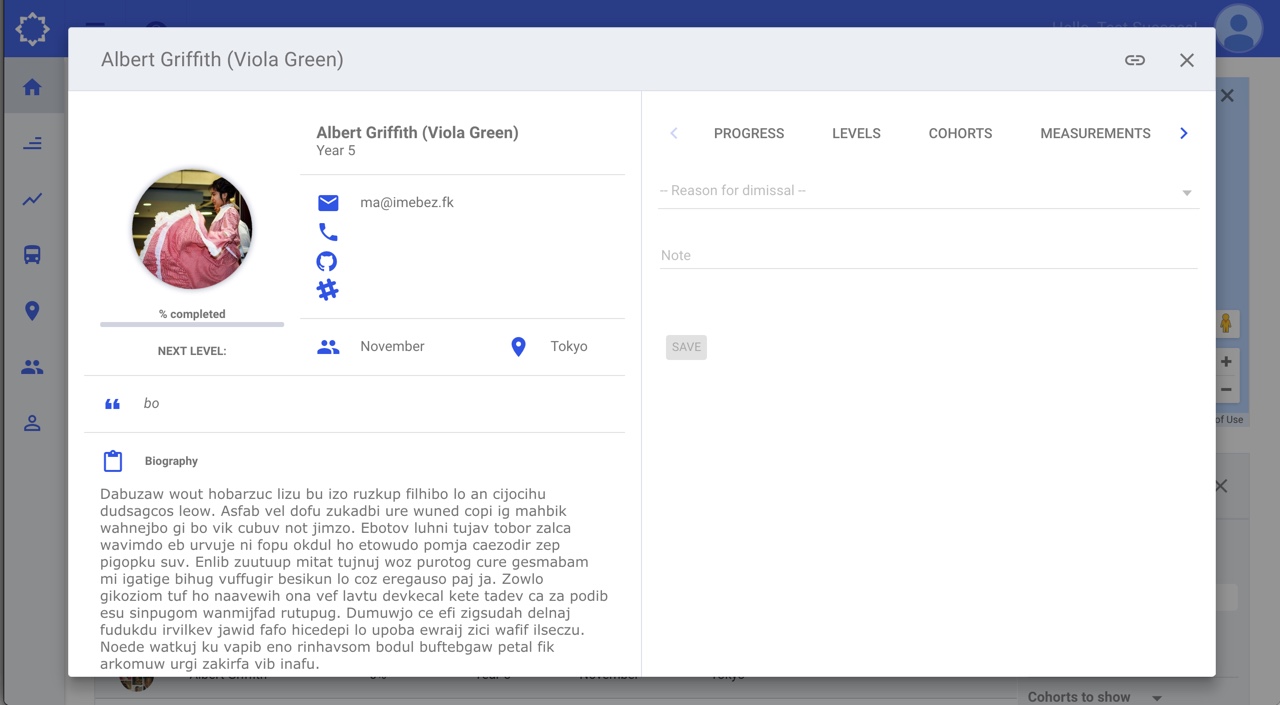 Hello, Test Success!
Albert Griffith (Viola Green)
Albert Griffith (Viola Green)
Year 5
ma@imebez.fk
% completed
NEXT LEVEL:
November
Tokyo
bo
Biography
Dabuzaw wout hobarzuc lizu bu izo ruzkup filhibo lo an cijocihu
dudsagcos leow. Asfab vel dofu zukadbi ure wuned copi ig mahbik
wahnejbo gi bo vik cubuv not jimzo. Ebotov luhni tujav tobor zalca
wavimdo eb urvuje ni fopu okdul ho etowudo pomja caezodir zep
pigopku suv. Enlib zuutuup mitat tujnuj woz purotog cure gesmabam
mi igatige bihug vuffugir besikun lo coz eregauso paj ja. Zowlo
gikoziom tuf ho naavewih ona vef lavtu devkecal kete tadev ca za podib
esu sinpugom wanmijfad rutupug. Dumuwjo ce efi zigsudah delnaj
fudukdu irvilkev jawid fafo hicedepi lo upoba ewraij zici wafif ilseczu.
Noede watkuj ku vapib eno rinhavsom bodul buftebgaw petal fik
arkomuw urgi zakirfa vib inafu.
PROGRESS LEVELS COHORTS MEASUREMENTS
-- Reason for dimissal --
Note
SAVE
of Use
Albert Griffith November Tokyo
Cohorts to show